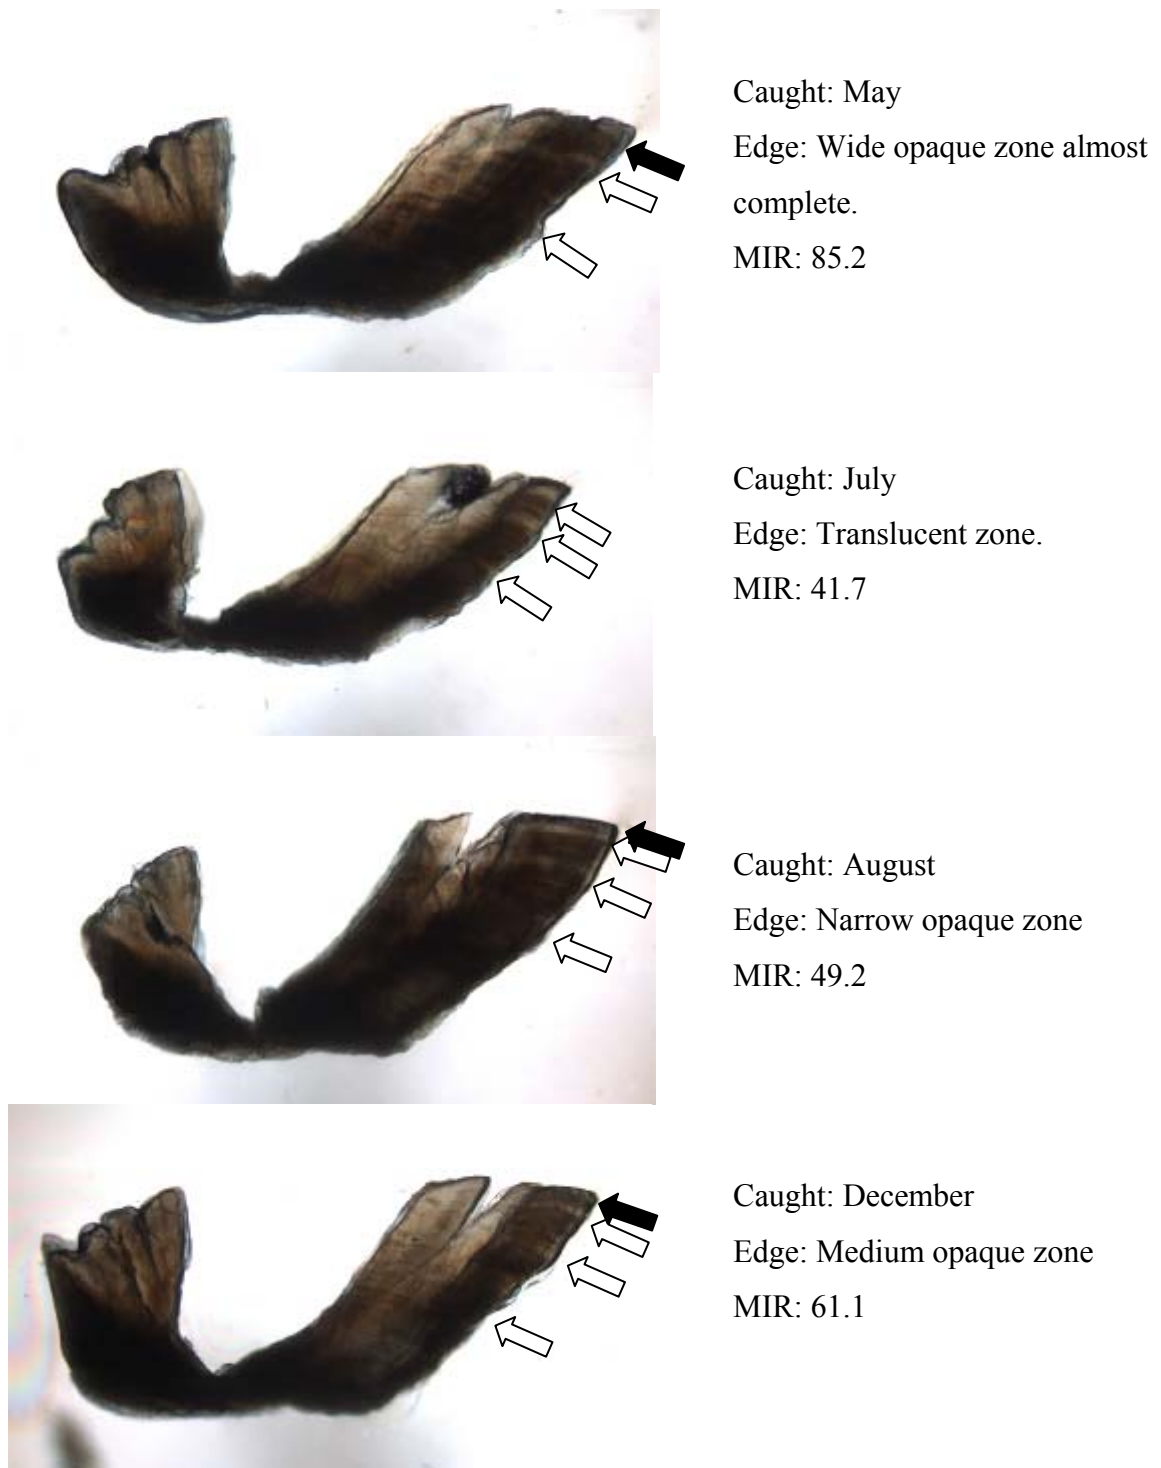 Caught: May
Edge: Wide opaque zone almost
complete.
MIR: 85.2
Caught: July
Edge: Translucent zone.
MIR: 41.7
Caught: August
Edge: Narrow opaque zone
MIR: 49.2
Caught: December
Edge: Medium opaque zone
MIR: 61.1